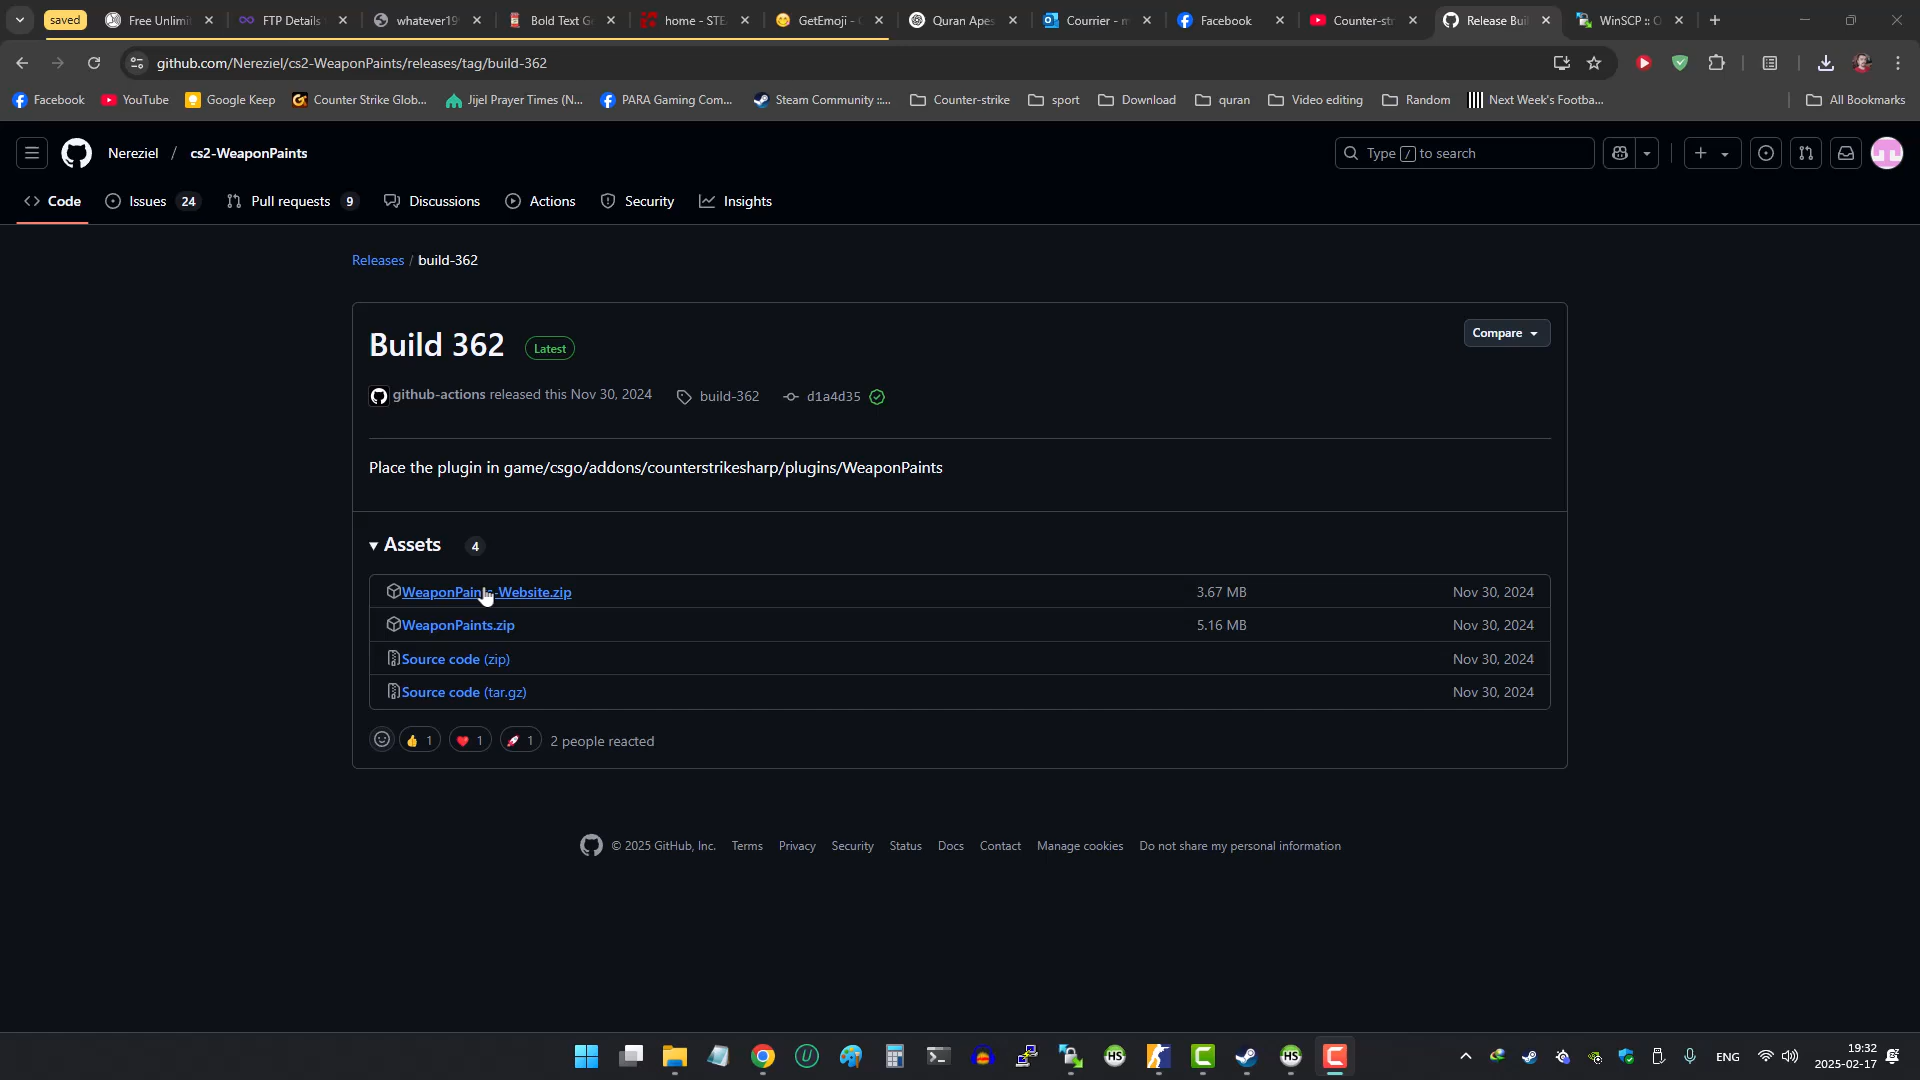 saved
Free Unlimi
FTP Details
whatever19
Bold Text G
home - STE
GetEmoji -
Quran Apes
Courrier - m
Facebook
Counter-str
Release Buil
WinSCP :: O
github.com/Nereziel/cs2-WeaponPaints/releases/tag/build-362
Facebook
YouTube
Google Keep
Counter Strike Glob...
Jijel Prayer Times (N...
PARA Gaming Com...
Steam Community ::...
Counter-strike
sport
Download
quran
Video editing
Random
Next Week's Footba...
All Bookmarks
Nereziel / cs2-WeaponPaints
Type / to search
Code
Issues 24
Pull requests 9
Discussions
Actions
Security
Insights
Releases / build-362
Build 362 Latest
Compare
github-actions released this Nov 30, 2024 build-362 d1a4d35
Place the plugin in game/csgo/addons/counterstrikesharp/plugins/WeaponPaints
Assets 4
WeaponPaints-Website.zip 3.67 MB Nov 30, 2024
WeaponPaints.zip 5.16 MB Nov 30, 2024
Source code (zip) Nov 30, 2024
Source code (tar.gz) Nov 30, 2024
👍 1 ❤️ 1 🚀 1 2 people reacted
© 2025 GitHub, Inc. Terms Privacy Security Status Docs Contact Manage cookies Do not share my personal information
HS
HS
ENG
19:32
2025-02-17